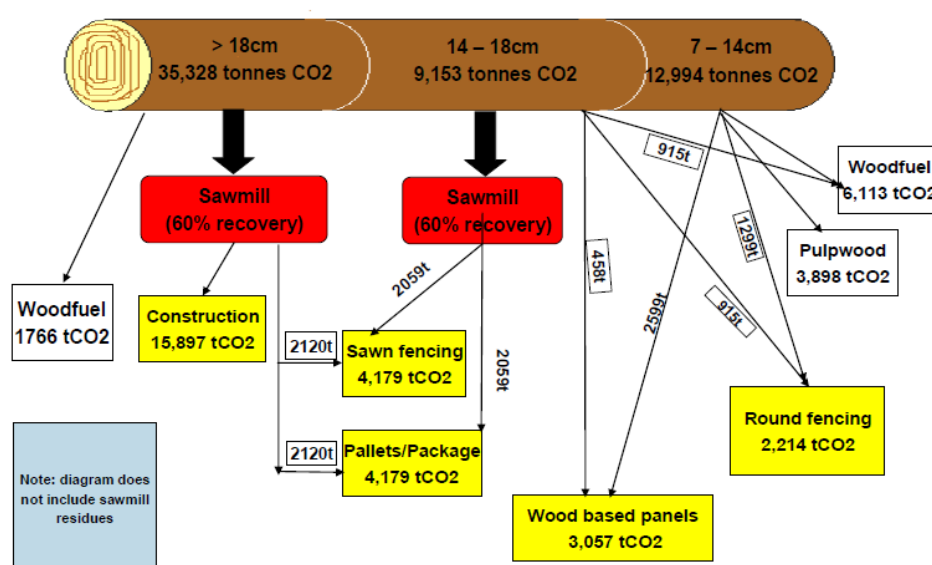 > 18cm
35,328 tonnes CO2
14 – 18cm
9,153 tonnes CO2
7 – 14cm
12,994 tonnes CO2
915t
Woodfuel
6,113 tCO2
Sawmill
(60% recovery)
Sawmill
(60% recovery)
1299t
Pulpwood
3,898 tCO2
2059t
458t
2599t
915t
Woodfuel
1766 tCO2
Construction
15,897 tCO2
2120t
Sawn fencing
4,179 tCO2
2059t
Round fencing
2,214 tCO2
2120t
Pallets/Package
4,179 tCO2
Note: diagram does
not include sawmill
residues
Wood based panels
3,057 tCO2